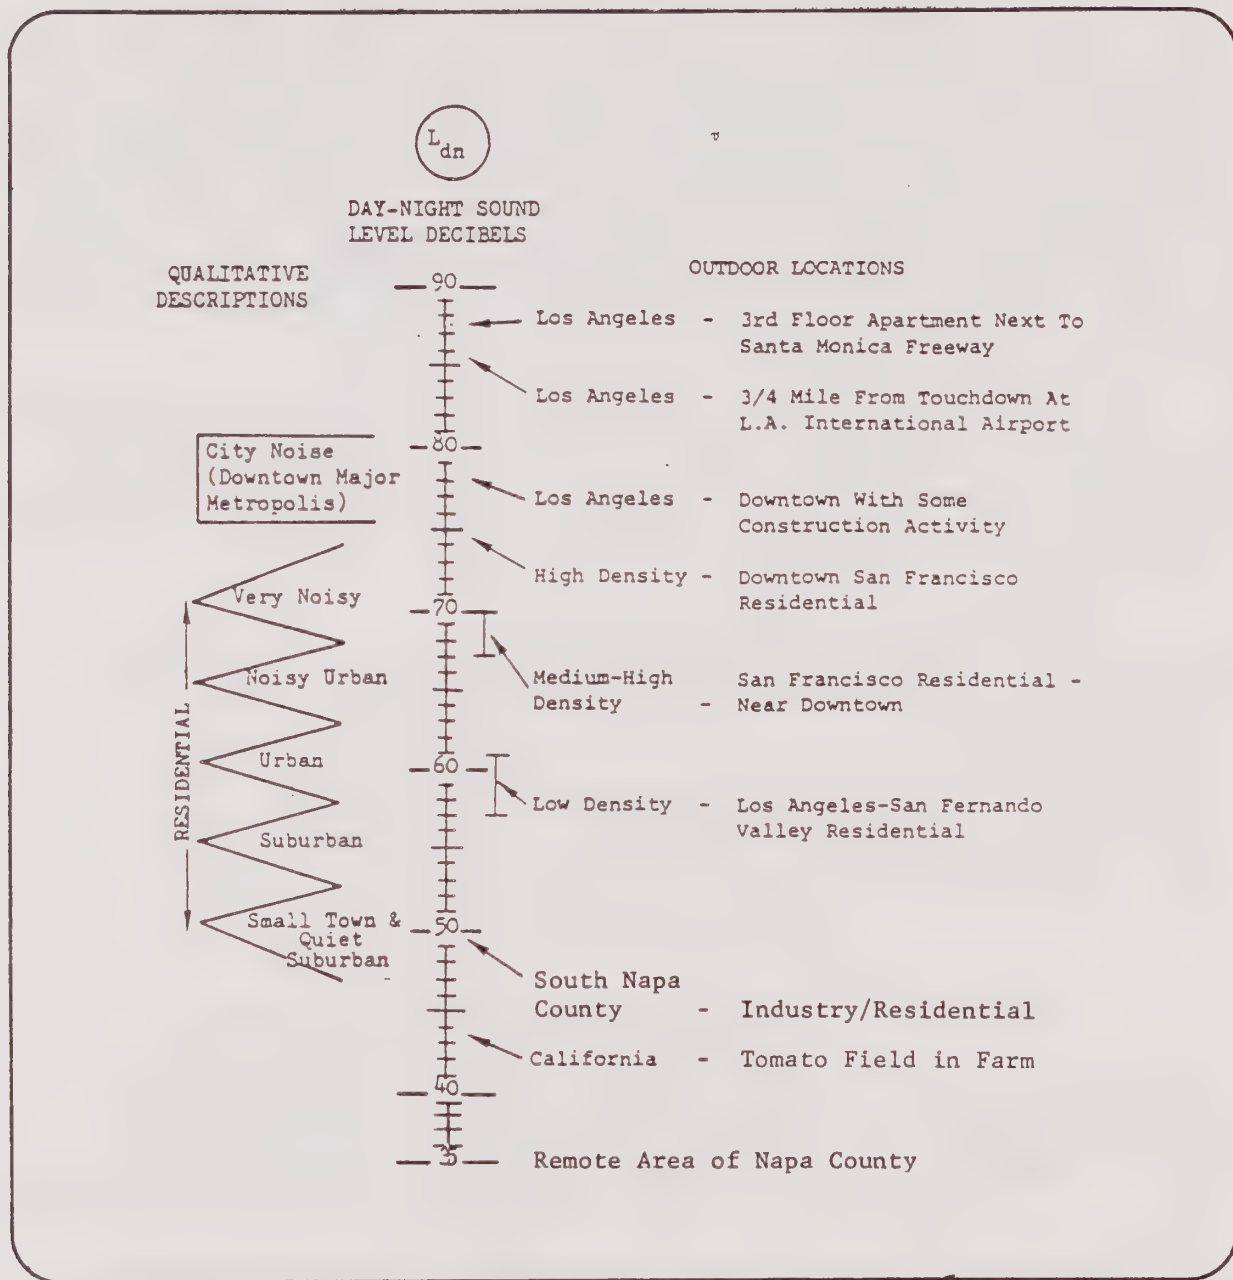 Ldn
DAY-NIGHT SOUND
LEVEL DECIBELS
QUALITATIVE
DESCRIPTIONS
OUTDOOR LOCATIONS
90
Los Angeles - 3rd Floor Apartment Next To
Santa Monica Freeway
Los Angeles - 3/4 Mile From Touchdown At
L.A. International Airport
80
City Noise
(Downtown Major
Metropolis)
Los Angeles - Downtown With Some
Construction Activity
High Density - Downtown San Francisco
Residential
Very Noisy
70
Noisy Urban
Medium-High San Francisco Residential -
Density - Near Downtown
RESIDENTIAL
Urban
60
Low Density - Los Angeles-San Fernando
Valley Residential
Suburban
Small Town &
Quiet
Suburban
50
South Napa
County - Industry/Residential
California - Tomato Field in Farm
40
35 Remote Area of Napa County